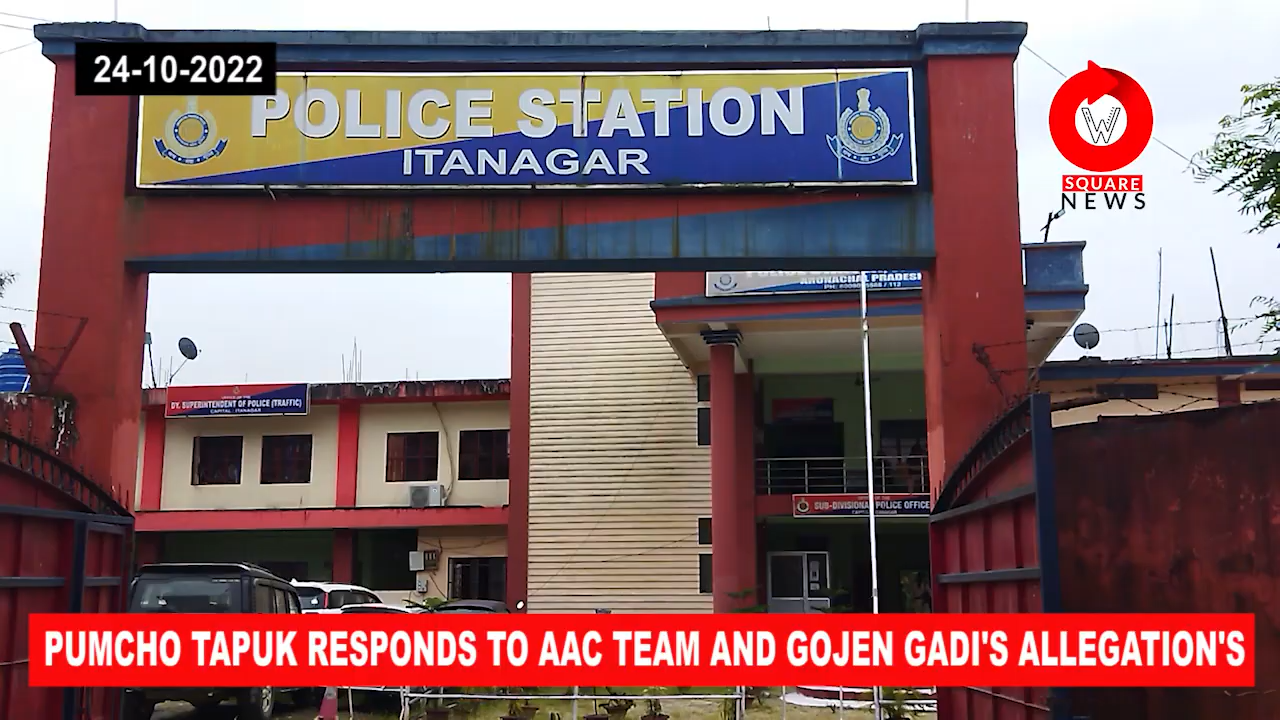 24-10-2022
POLICE STATION
ITANAGAR
W
SQUARE
NEWS
ARUNACHAL PRADESH
DY. SUPERINTENDENT OF POLICE (TRAFFIC)
CAPITAL ITANAGAR
SUB-DIVISIONAL POLICE OFFICE
PUMCHO TAPUK RESPONDS TO AAC TEAM AND GOJEN GADI'S ALLEGATION'S